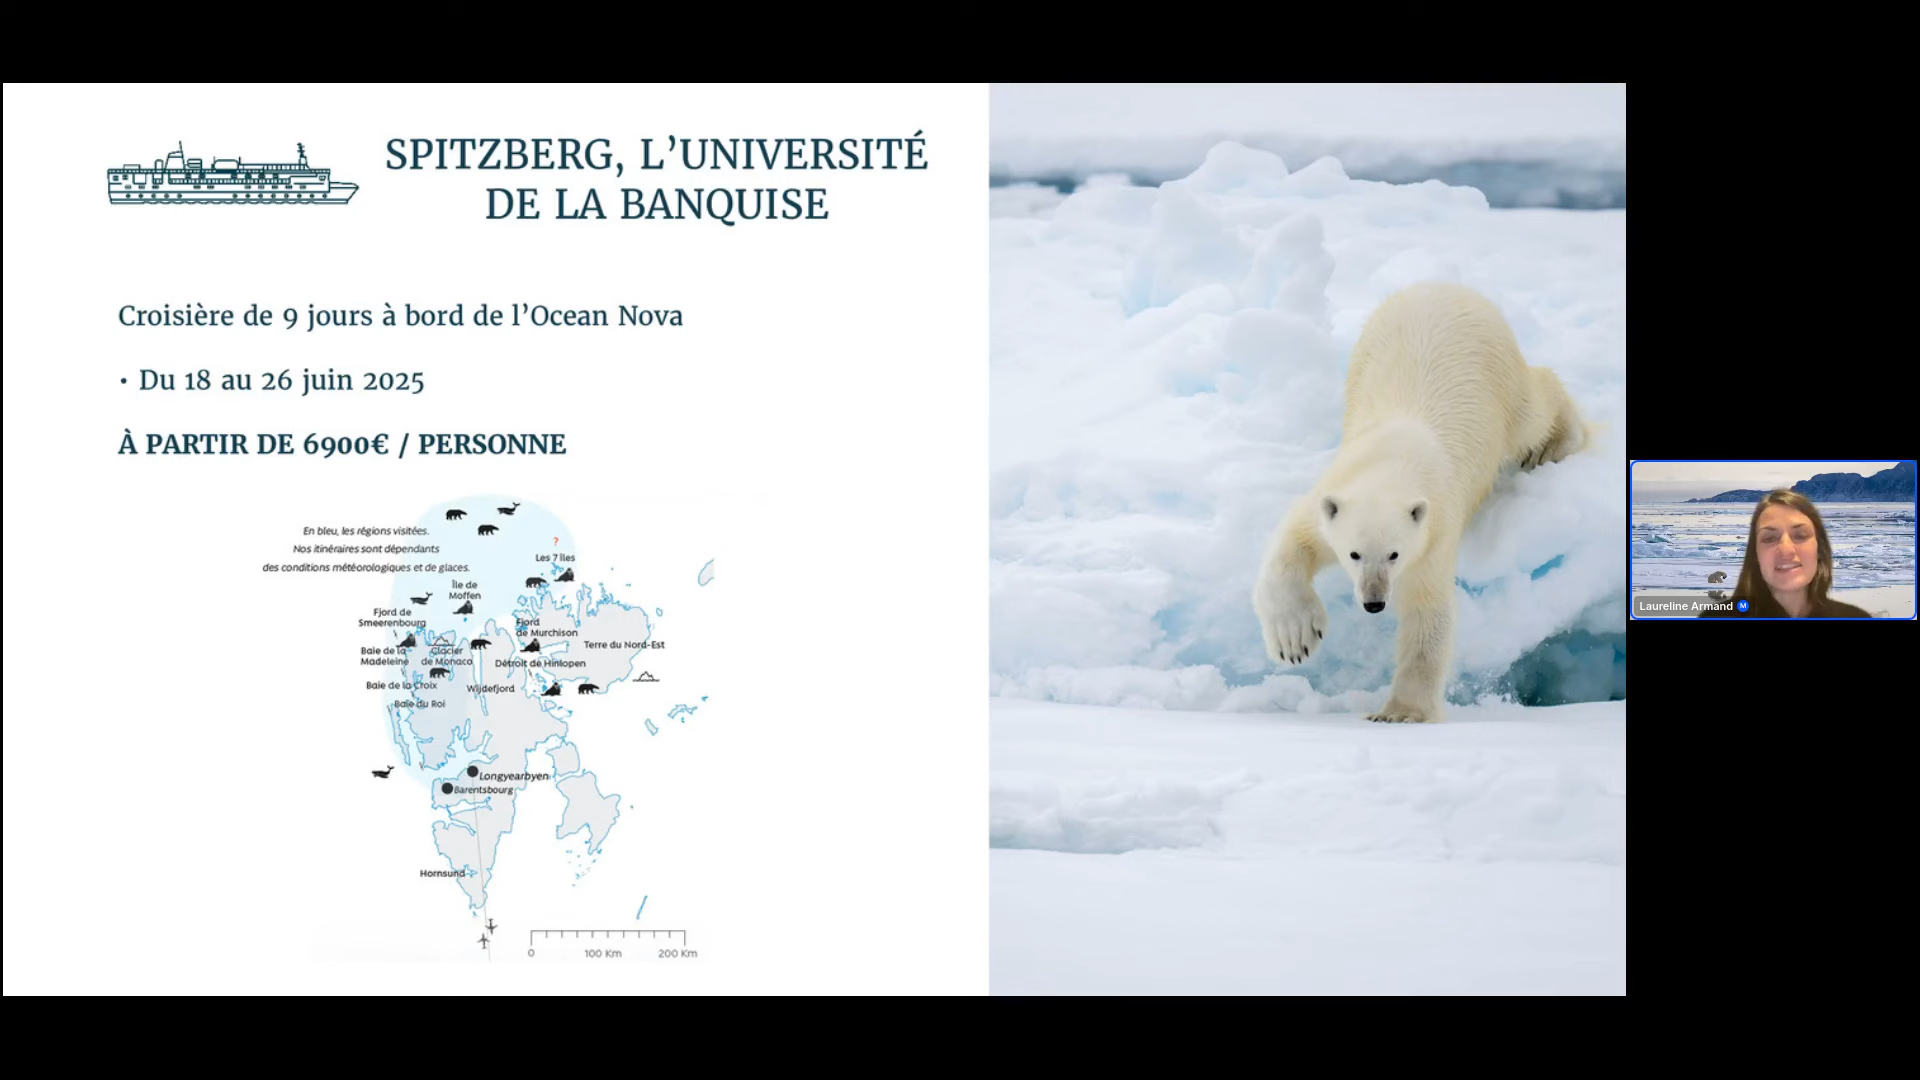 SPITZBERG, L’UNIVERSITÉ
DE LA BANQUISE
Croisière de 9 jours à bord de l’Ocean Nova
• Du 18 au 26 juin 2025
À PARTIR DE 6900€ / PERSONNE
En bleu, les régions visitées.
Nos itinéraires sont dépendants
des conditions météorologiques et de glaces.
?
Les 7 îles
Île de
Moffen
Fjord de
Smeerenbourg
Fjord
de Murchison
Terre du Nord-Est
Baie de la
Madeleine
Glacier
de Monaco
Détroit de Hinlopen
Baie de la Croix
Wijdefjord
Baie du Roi
Longyearbyen
Barentsbourg
Hornsund
0 100 Km 200 Km
Laureline Armand M